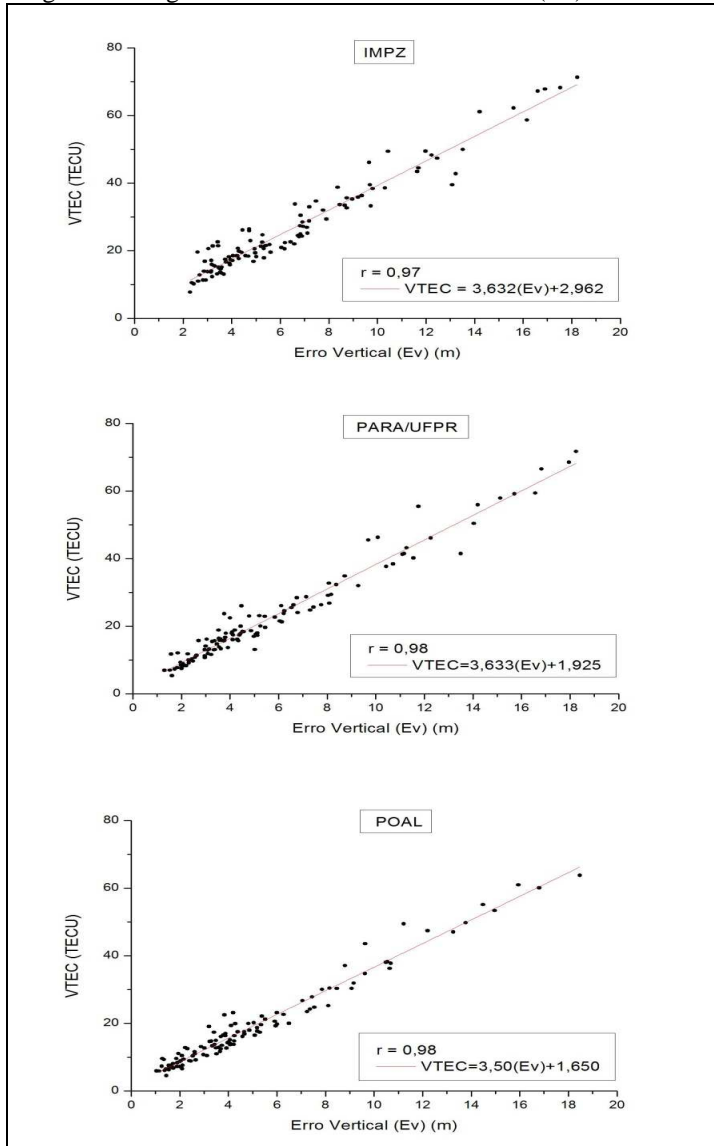 IMPZ
80
60
40
20
0
VTEC (TECU)
r = 0,97
VTEC = 3,632(Ev)+2,962
0 2 4 6 8 10 12 14 16 18 20
Erro Vertical (Ev) (m)
PARA/UFPR
80
60
40
20
0
VTEC (TECU)
r = 0,98
VTEC=3,633(Ev)+1,925
0 2 4 6 8 10 12 14 16 18 20
Erro Vertical (Ev) (m)
POAL
80
60
40
20
0
VTEC (TECU)
r = 0,98
VTEC=3,50(Ev)+1,650
0 2 4 6 8 10 12 14 16 18 20
Erro Vertical (Ev) (m)